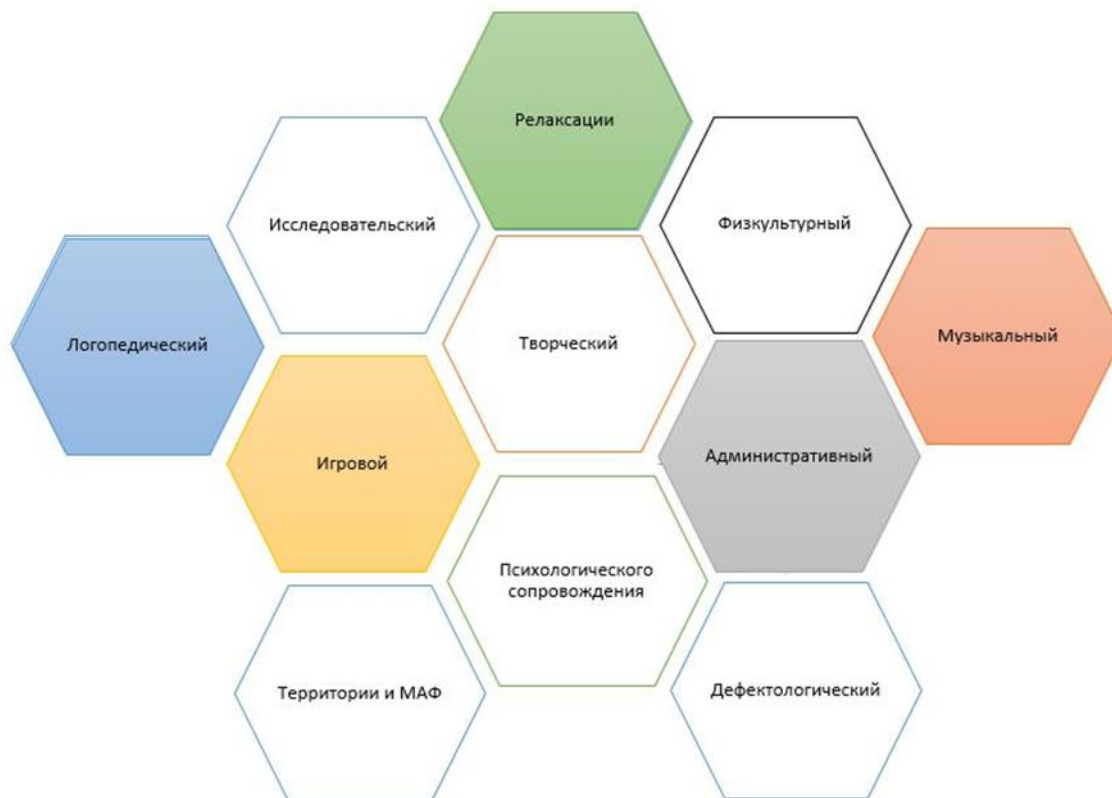 Релаксации
Исследовательский
Физкультурный
Логопедический
Творческий
Музыкальный
Игровой
Административный
Психологического
сопровождения
Территории и МАФ
Дефектологический